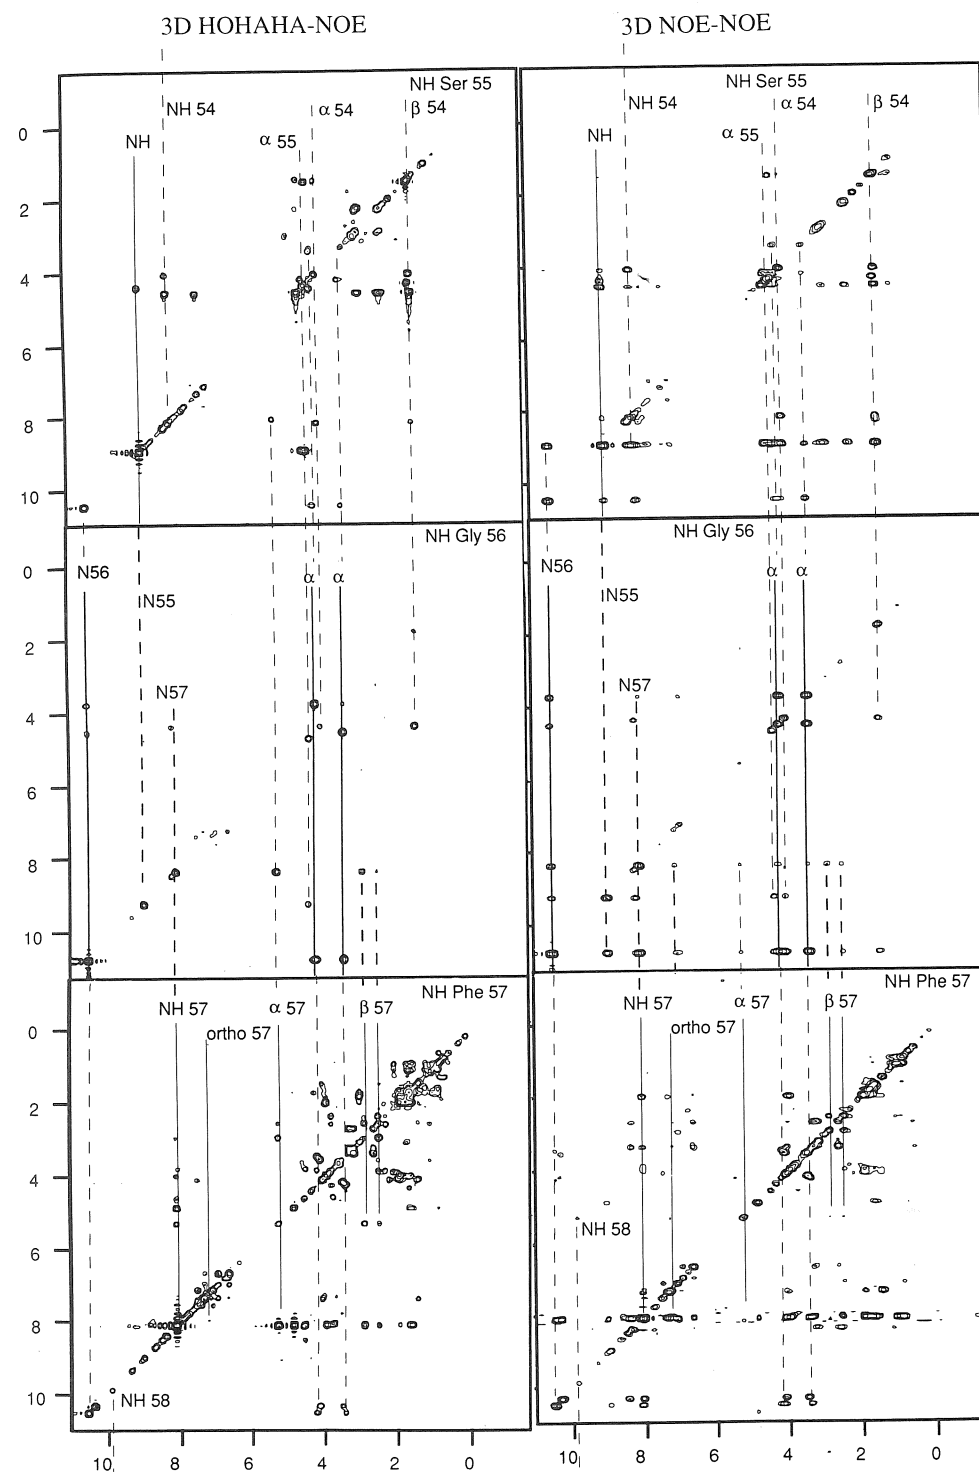 3D HOHAHA-NOE
3D NOE-NOE
NH Ser 55
NH 54
α 54
β 54
NH
α 55
0
2
4
6
8
10
NH Ser 55
NH 54
α 54
β 54
NH
α 55
NH Gly 56
N56
α
α
N55
N57
0
2
4
6
8
10
NH Gly 56
N56
α
α
N55
N57
NH Phe 57
NH 57
α 57
β 57
ortho 57
NH 58
0
2
4
6
8
10
NH Phe 57
NH 57
α 57
β 57
ortho 57
NH 58
10 8 6 4 2 0
10 8 6 4 2 0